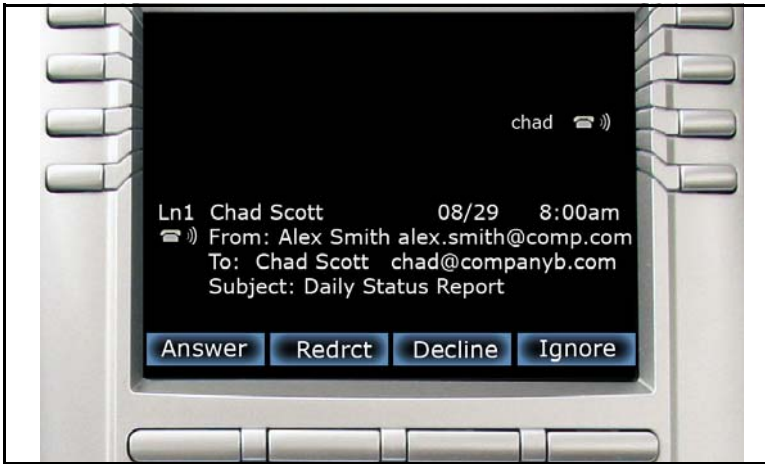 chad
Ln1 Chad Scott 08/29 8:00am
From: Alex Smith alex.smith@comp.com
To: Chad Scott chad@companyb.com
Subject: Daily Status Report
Answer Redrct Decline Ignore